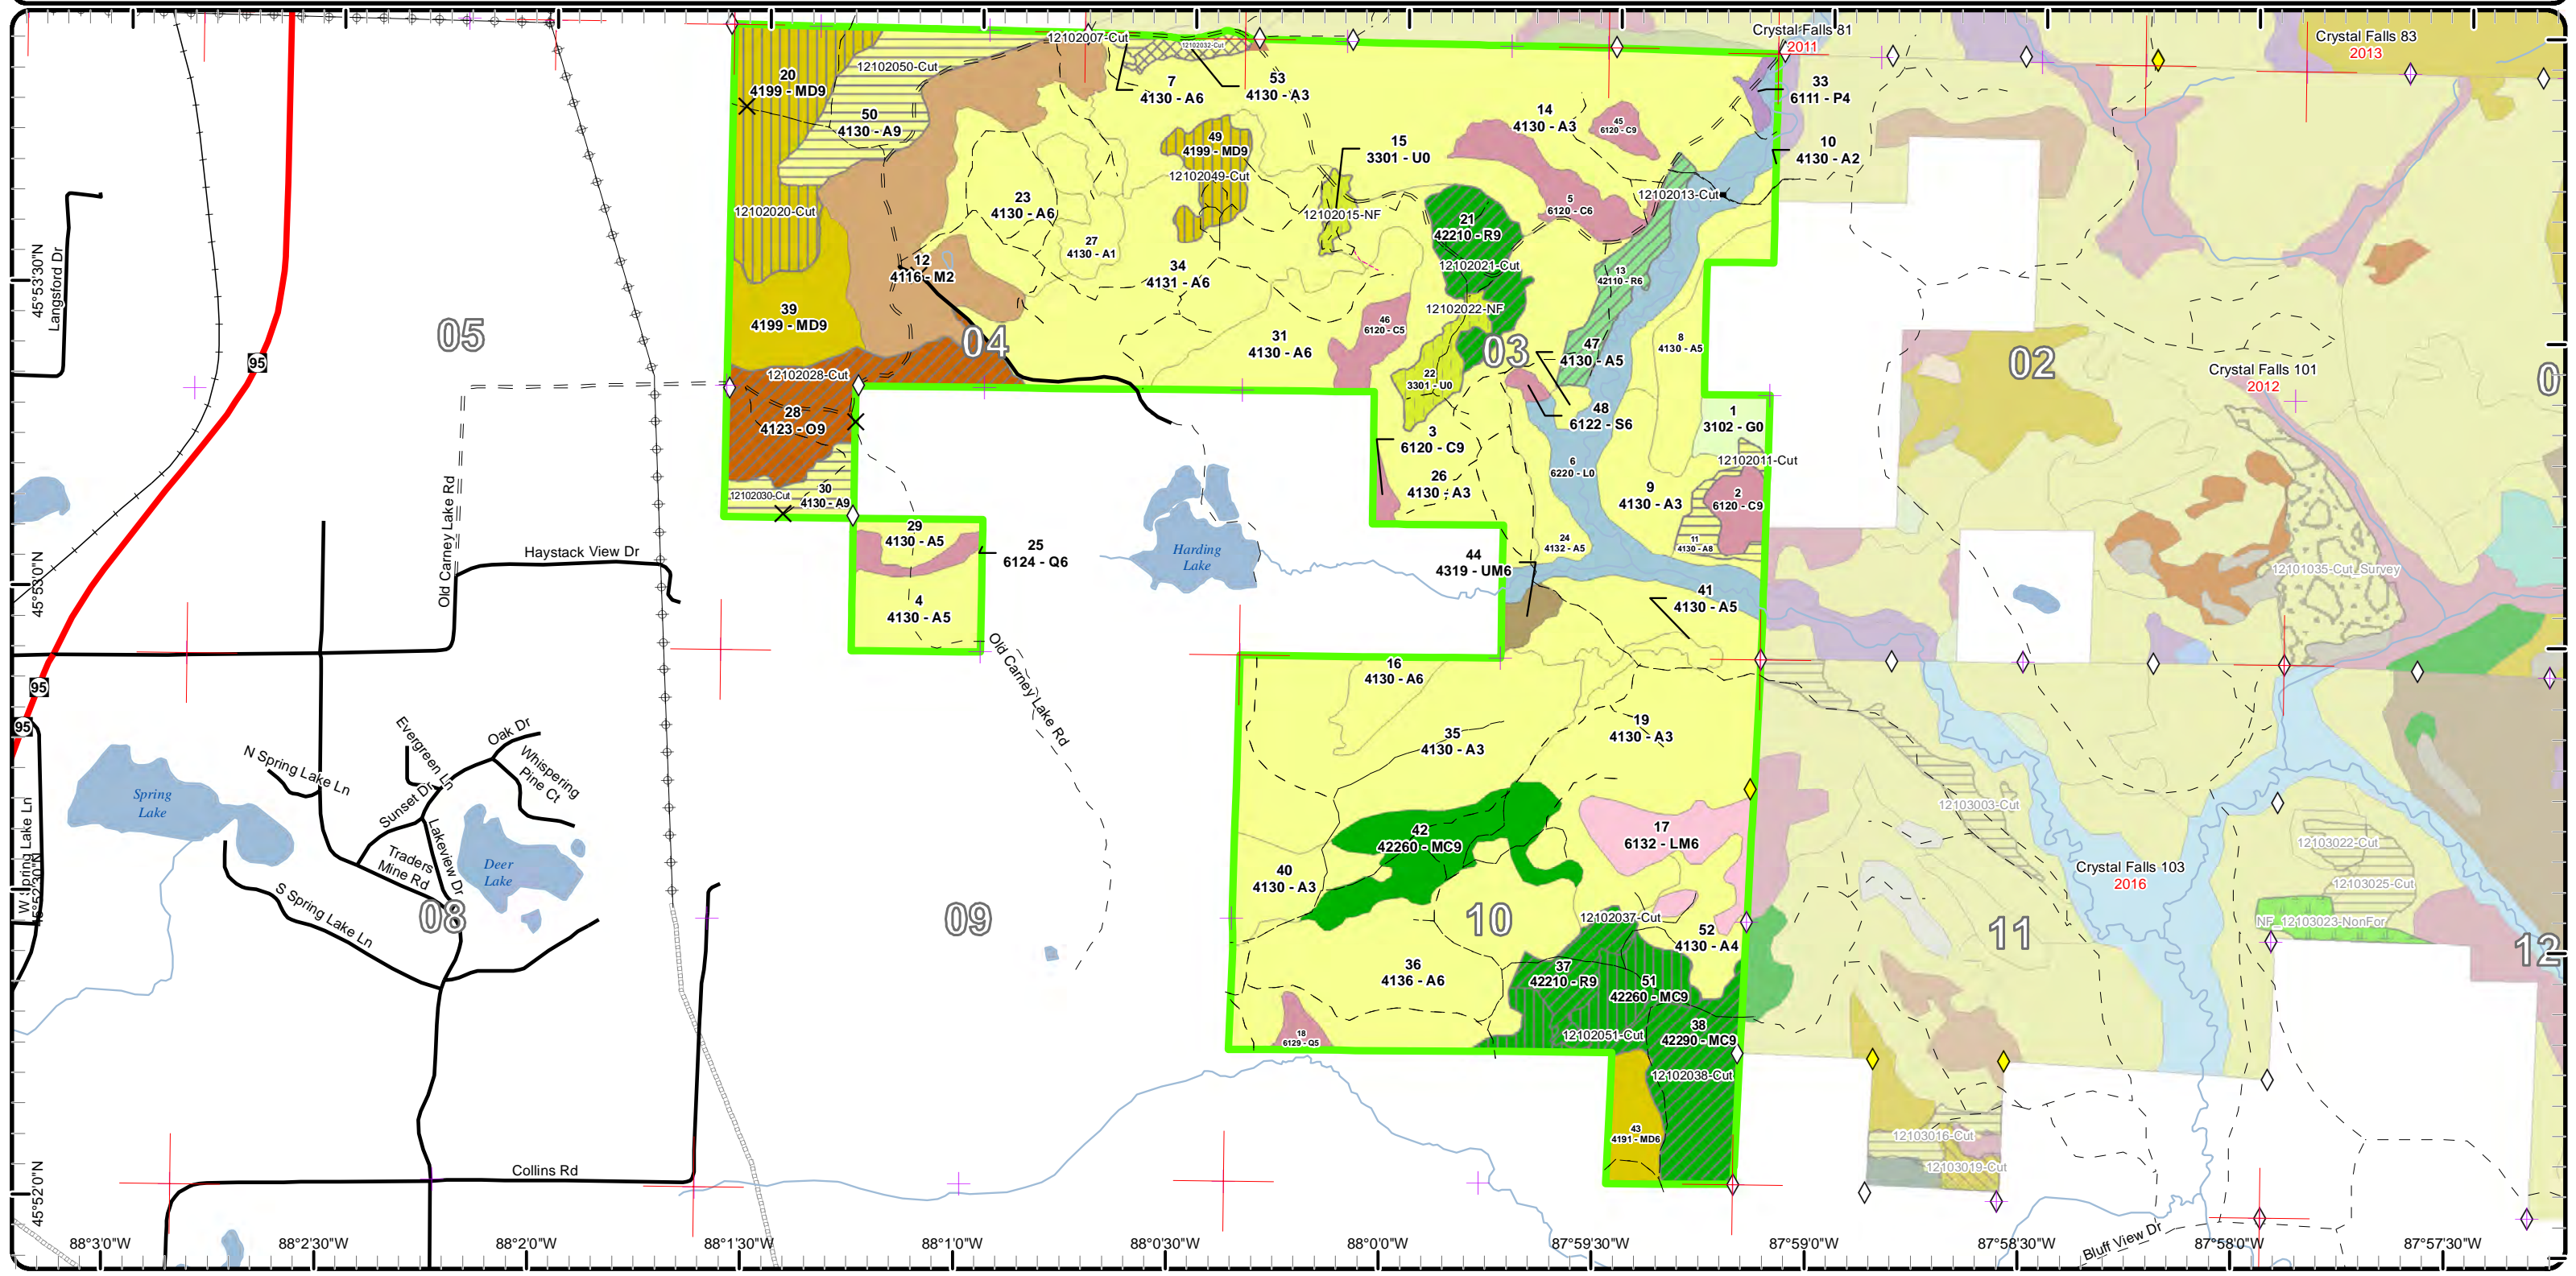 Crystal Falls 81
2011
Crystal Falls 83
2013
12102007-Cut
12102032-Cut
12102050-Cut
20
4199 - MD9
7
4130 - A6
53
4130 - A3
33
6111 - P4
50
4130 - A9
14
4130 - A3
45
6120 - C9
49
4199 - MD9
15
3301 - U0
10
4130 - A2
12102049-Cut
12102013-Cut
12102020-Cut
23
4130 - A6
12102015-NF
5
6120 - C6
21
42210 - R9
27
4130 - A1
12
4116 - M2
34
4131 - A6
12102021-Cut
13
42110 - R6
Langsford Dr
45°53'30"N
39
4199 - MD9
12102022-NF
46
6120 - C5
05
04
03
02
0
31
4130 - A6
47
4130 - A5
8
4130 - A5
95
12102028-Cut
22
3301 - U0
Crystal Falls 101
2012
28
4123 - O9
48
6122 - S6
1
3102 - G0
3
6120 - C9
12102011-Cut
6
6220 - L0
26
4130 - A3
9
4130 - A3
2
6120 - C9
12102030-Cut
30
4130 - A9
Old Carney Lake Rd
Haystack View Dr
29
4130 - A5
25
6124 - Q6
Harding
Lake
24
4132 - A5
11
4130 - A8
44
4319 - UM6
12101035-Cut_Survey
45°53'0"N
4
4130 - A5
41
4130 - A5
Old Carney Lake Rd
16
4130 - A6
95
95
Evergreen Ln
Oak Dr
Whispering
Pine Ct
N Spring Lake Ln
35
4130 - A3
19
4130 - A3
Spring
Lake
Sunset Dr
Lakeview Dr
12103003-Cut
W Spring Lake Ln
42
42260 - MC9
17
6132 - LM6
12103022-Cut
Traders
Mine Rd
Deer
Lake
45°52'30"N
40
4130 - A3
Crystal Falls 103
2016
12103025-Cut
S Spring Lake Ln
08
09
10
11
12
12102037-Cut
NF_12103023-NonFor
52
4130 - A4
36
4136 - A6
37
42210 - R9
51
42260 - MC9
18
6129 - Q5
12102051-Cut
38
42290 - MC9
12102038-Cut
43
4191 - MD6
12103016-Cut
12103019-Cut
Collins Rd
45°52'0"N
Bluff View Dr
88°3'0"W
88°2'30"W
88°2'0"W
88°1'30"W
88°1'0"W
88°0'30"W
88°0'0"W
87°59'30"W
87°59'0"W
87°58'30"W
87°58'0"W
87°57'30"W